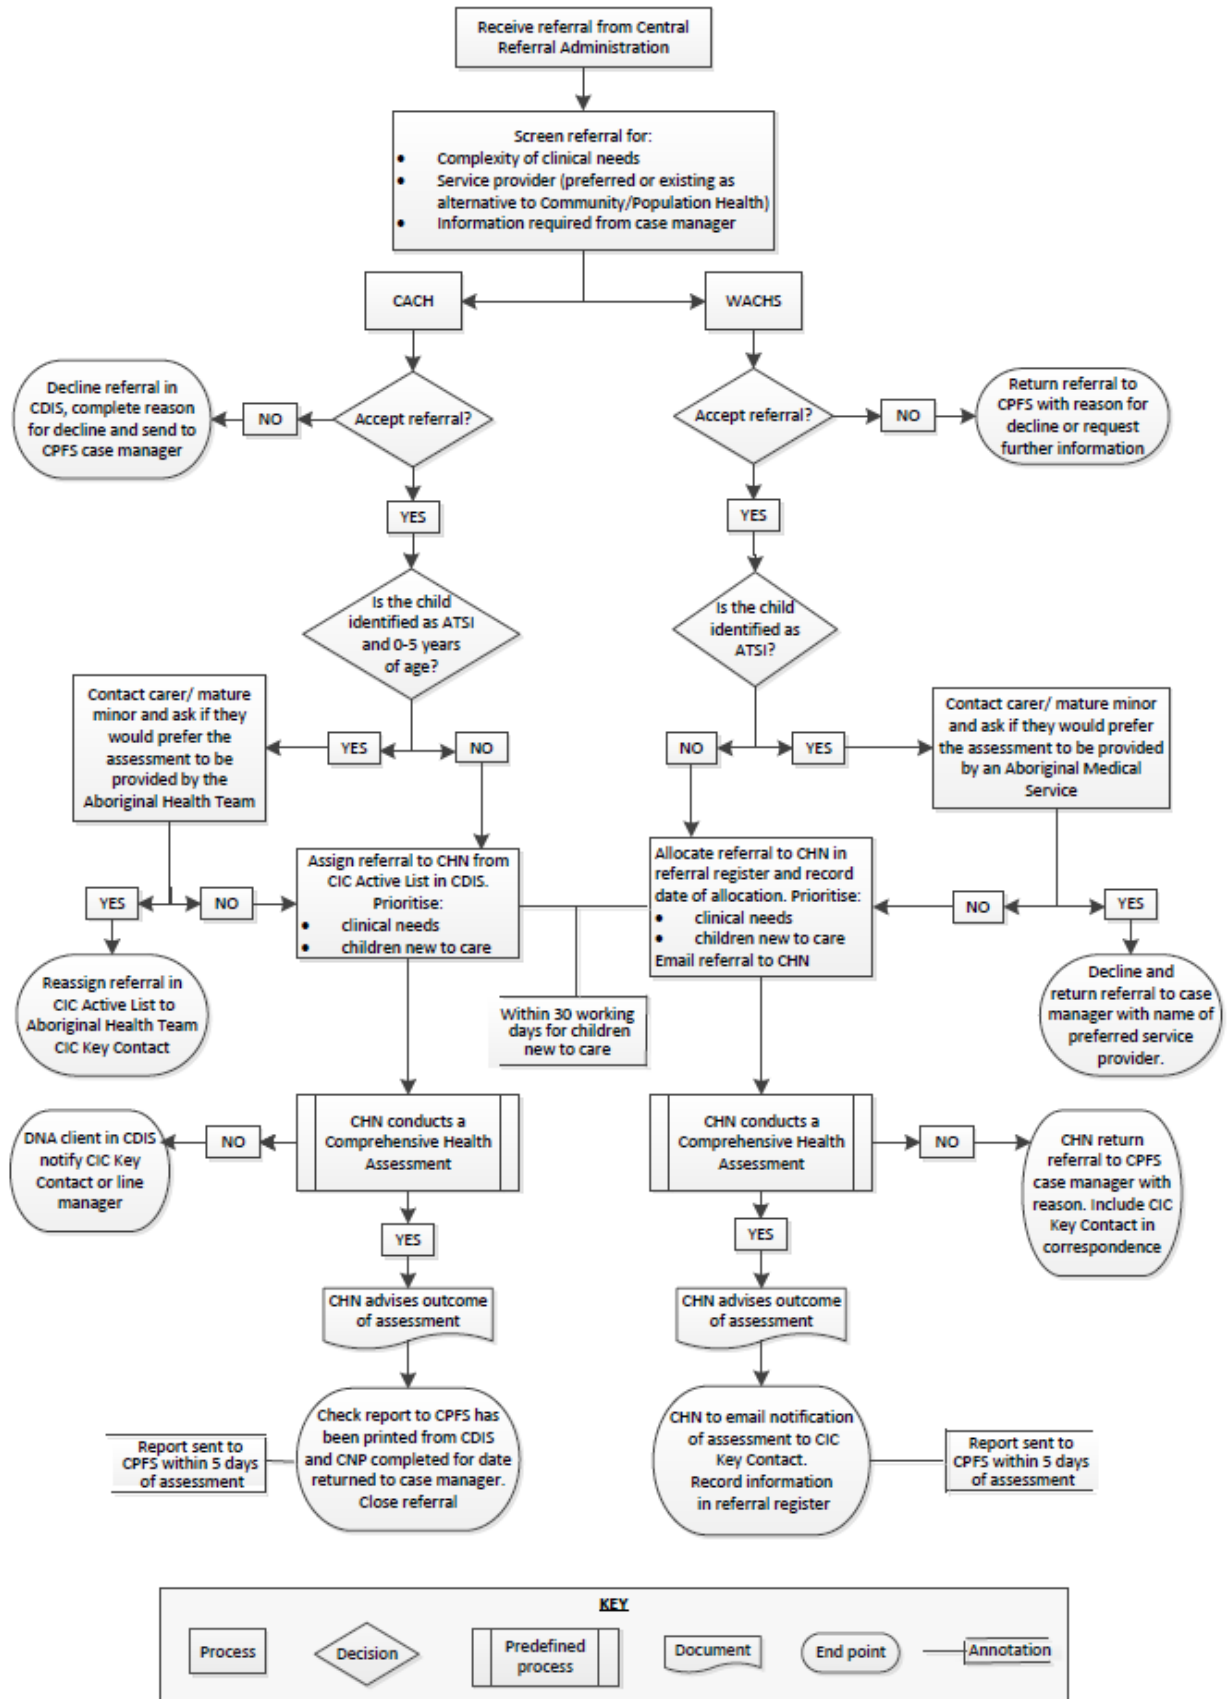 Receive referral from Central
Referral Administration
Screen referral for:
• Complexity of clinical needs
• Service provider (preferred or existing as
alternative to Community/Population Health)
• Information required from case manager
CACH
WACHS
Decline referral in
CDIS, complete reason
for decline and send to
CPFS case manager
NO
Accept referral?
Accept referral?
NO
Return referral to
CPFS with reason for
decline or request
further information
YES
YES
Is the child
identified as ATSI
and 0-5 years
of age?
Is the child
identified as
ATSI?
Contact carer/ mature
minor and ask if they
would prefer the
assessment to be
provided by the
Aboriginal Health Team
YES
NO
NO
YES
Contact carer/ mature minor
and ask if they would prefer
the assessment to be provided
by an Aboriginal Medical
Service
YES
NO
Assign referral to CHN from
CIC Active List in CDIS.
Prioritise:
• clinical needs
• children new to care
Allocate referral to CHN in
referral register and record
date of allocation. Prioritise:
• clinical needs
• children new to care
Email referral to CHN
NO
YES
Reassign referral in
CIC Active List to
Aboriginal Health Team
CIC Key Contact
Within 30 working
days for children
new to care
Decline and
return referral to case
manager with name of
preferred service
provider.
DNA client in CDIS
notify CIC Key
Contact or line
manager
NO
CHN conducts a
Comprehensive Health
Assessment
CHN conducts a
Comprehensive Health
Assessment
NO
CHN return
referral to CPFS
case manager with
reason. Include CIC
Key Contact in
correspondence
YES
YES
CHN advises outcome
of assessment
CHN advises outcome
of assessment
Report sent to
CPFS within 5 days
of assessment
Check report to CPFS has
been printed from CDIS
and CNP completed for date
returned to case manager.
Close referral
CHN to email notification
of assessment to CIC
Key Contact.
Record information
in referral register
Report sent to
CPFS within 5 days
of assessment
KEY
Process
Decision
Predefined
process
Document
End point
Annotation